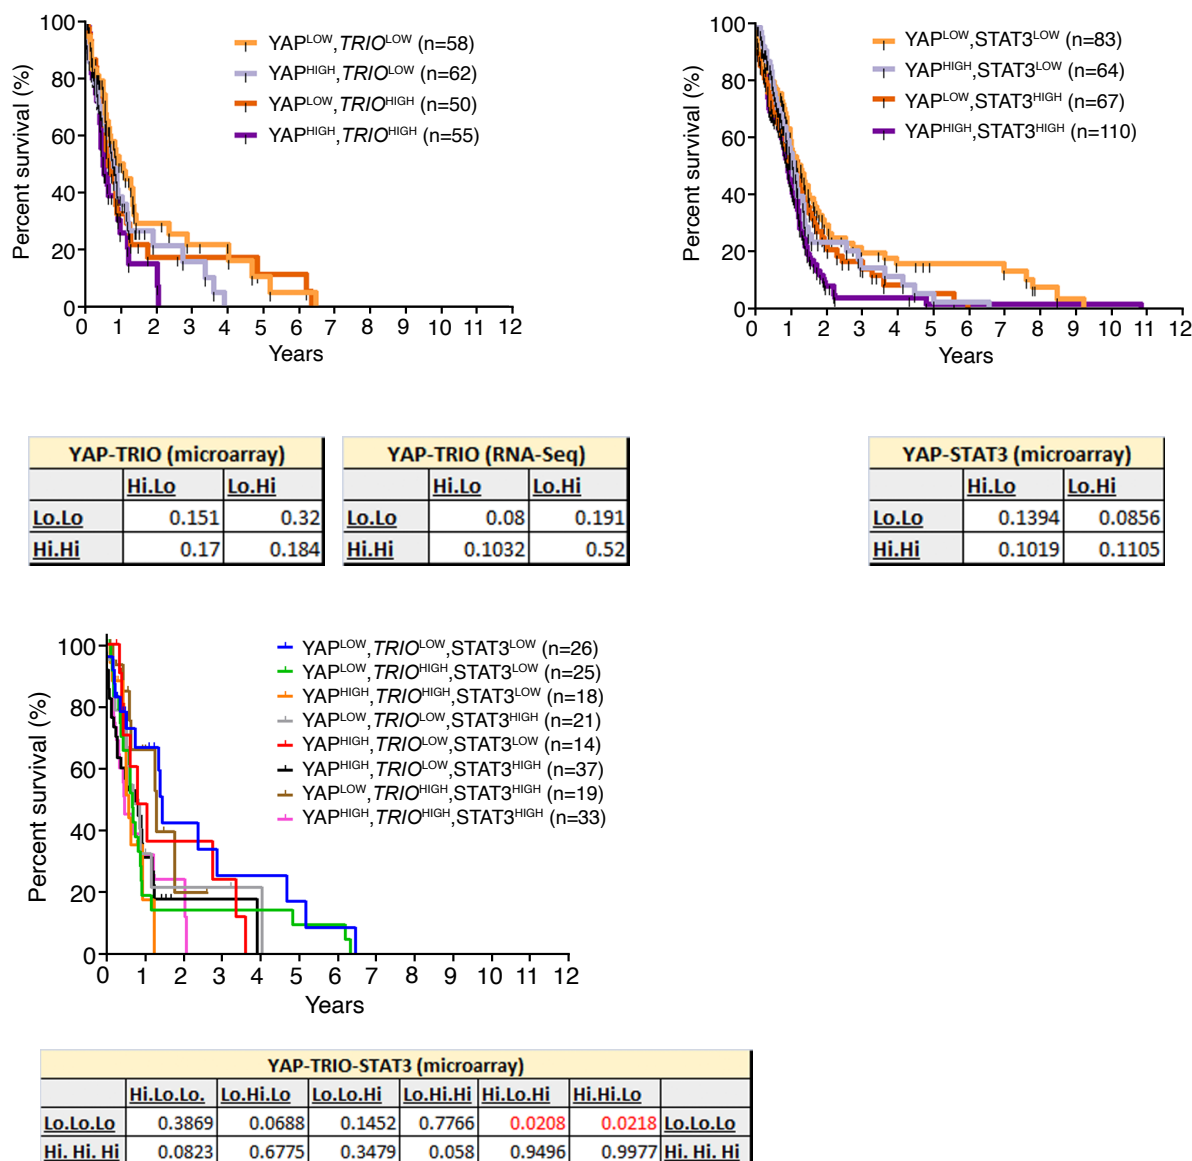 100
80
60
40
20
0
Percent survival (%)
0 1 2 3 4 5 6 7 8 9 10 11 12
Years
YAPLOW,TRIOLOW (n=58)
YAPHIGH,TRIOLOW (n=62)
YAPLOW,TRIOHIGH (n=50)
YAPHIGH,TRIOHIGH (n=55)
100
80
60
40
20
0
Percent survival (%)
0 1 2 3 4 5 6 7 8 9 10 11 12
Years
YAPLOW,STAT3LOW (n=83)
YAPHIGH,STAT3LOW (n=64)
YAPLOW,STAT3HIGH (n=67)
YAPHIGH,STAT3HIGH (n=110)
YAP-TRIO (microarray)
Hi.Lo Lo.Hi
Lo.Lo 0.151 0.32
Hi.Hi 0.17 0.184
YAP-TRIO (RNA-Seq)
Hi.Lo Lo.Hi
Lo.Lo 0.08 0.191
Hi.Hi 0.1032 0.52
YAP-STAT3 (microarray)
Hi.Lo Lo.Hi
Lo.Lo 0.1394 0.0856
Hi.Hi 0.1019 0.1105
100
80
60
40
20
0
Percent survival (%)
0 1 2 3 4 5 6 7 8 9 10 11 12
Years
YAPLOW,TRIOLOW,STAT3LOW (n=26)
YAPLOW,TRIOHIGH,STAT3LOW (n=25)
YAPHIGH,TRIOHIGH,STAT3LOW (n=18)
YAPLOW,TRIOLOW,STAT3HIGH (n=21)
YAPHIGH,TRIOLOW,STAT3LOW (n=14)
YAPHIGH,TRIOLOW,STAT3HIGH (n=37)
YAPLOW,TRIOHIGH,STAT3HIGH (n=19)
YAPHIGH,TRIOHIGH,STAT3HIGH (n=33)
YAP-TRIO-STAT3 (microarray)
Hi.Lo.Lo. Lo.Hi.Lo Lo.Lo.Hi Lo.Hi.Hi Hi.Lo.Hi Hi.Hi.Lo
Lo.Lo.Lo 0.3869 0.0688 0.1452 0.7766 0.0208 0.0218 Lo.Lo.Lo
Hi. Hi. Hi 0.0823 0.6775 0.3479 0.058 0.9496 0.9977 Hi. Hi. Hi